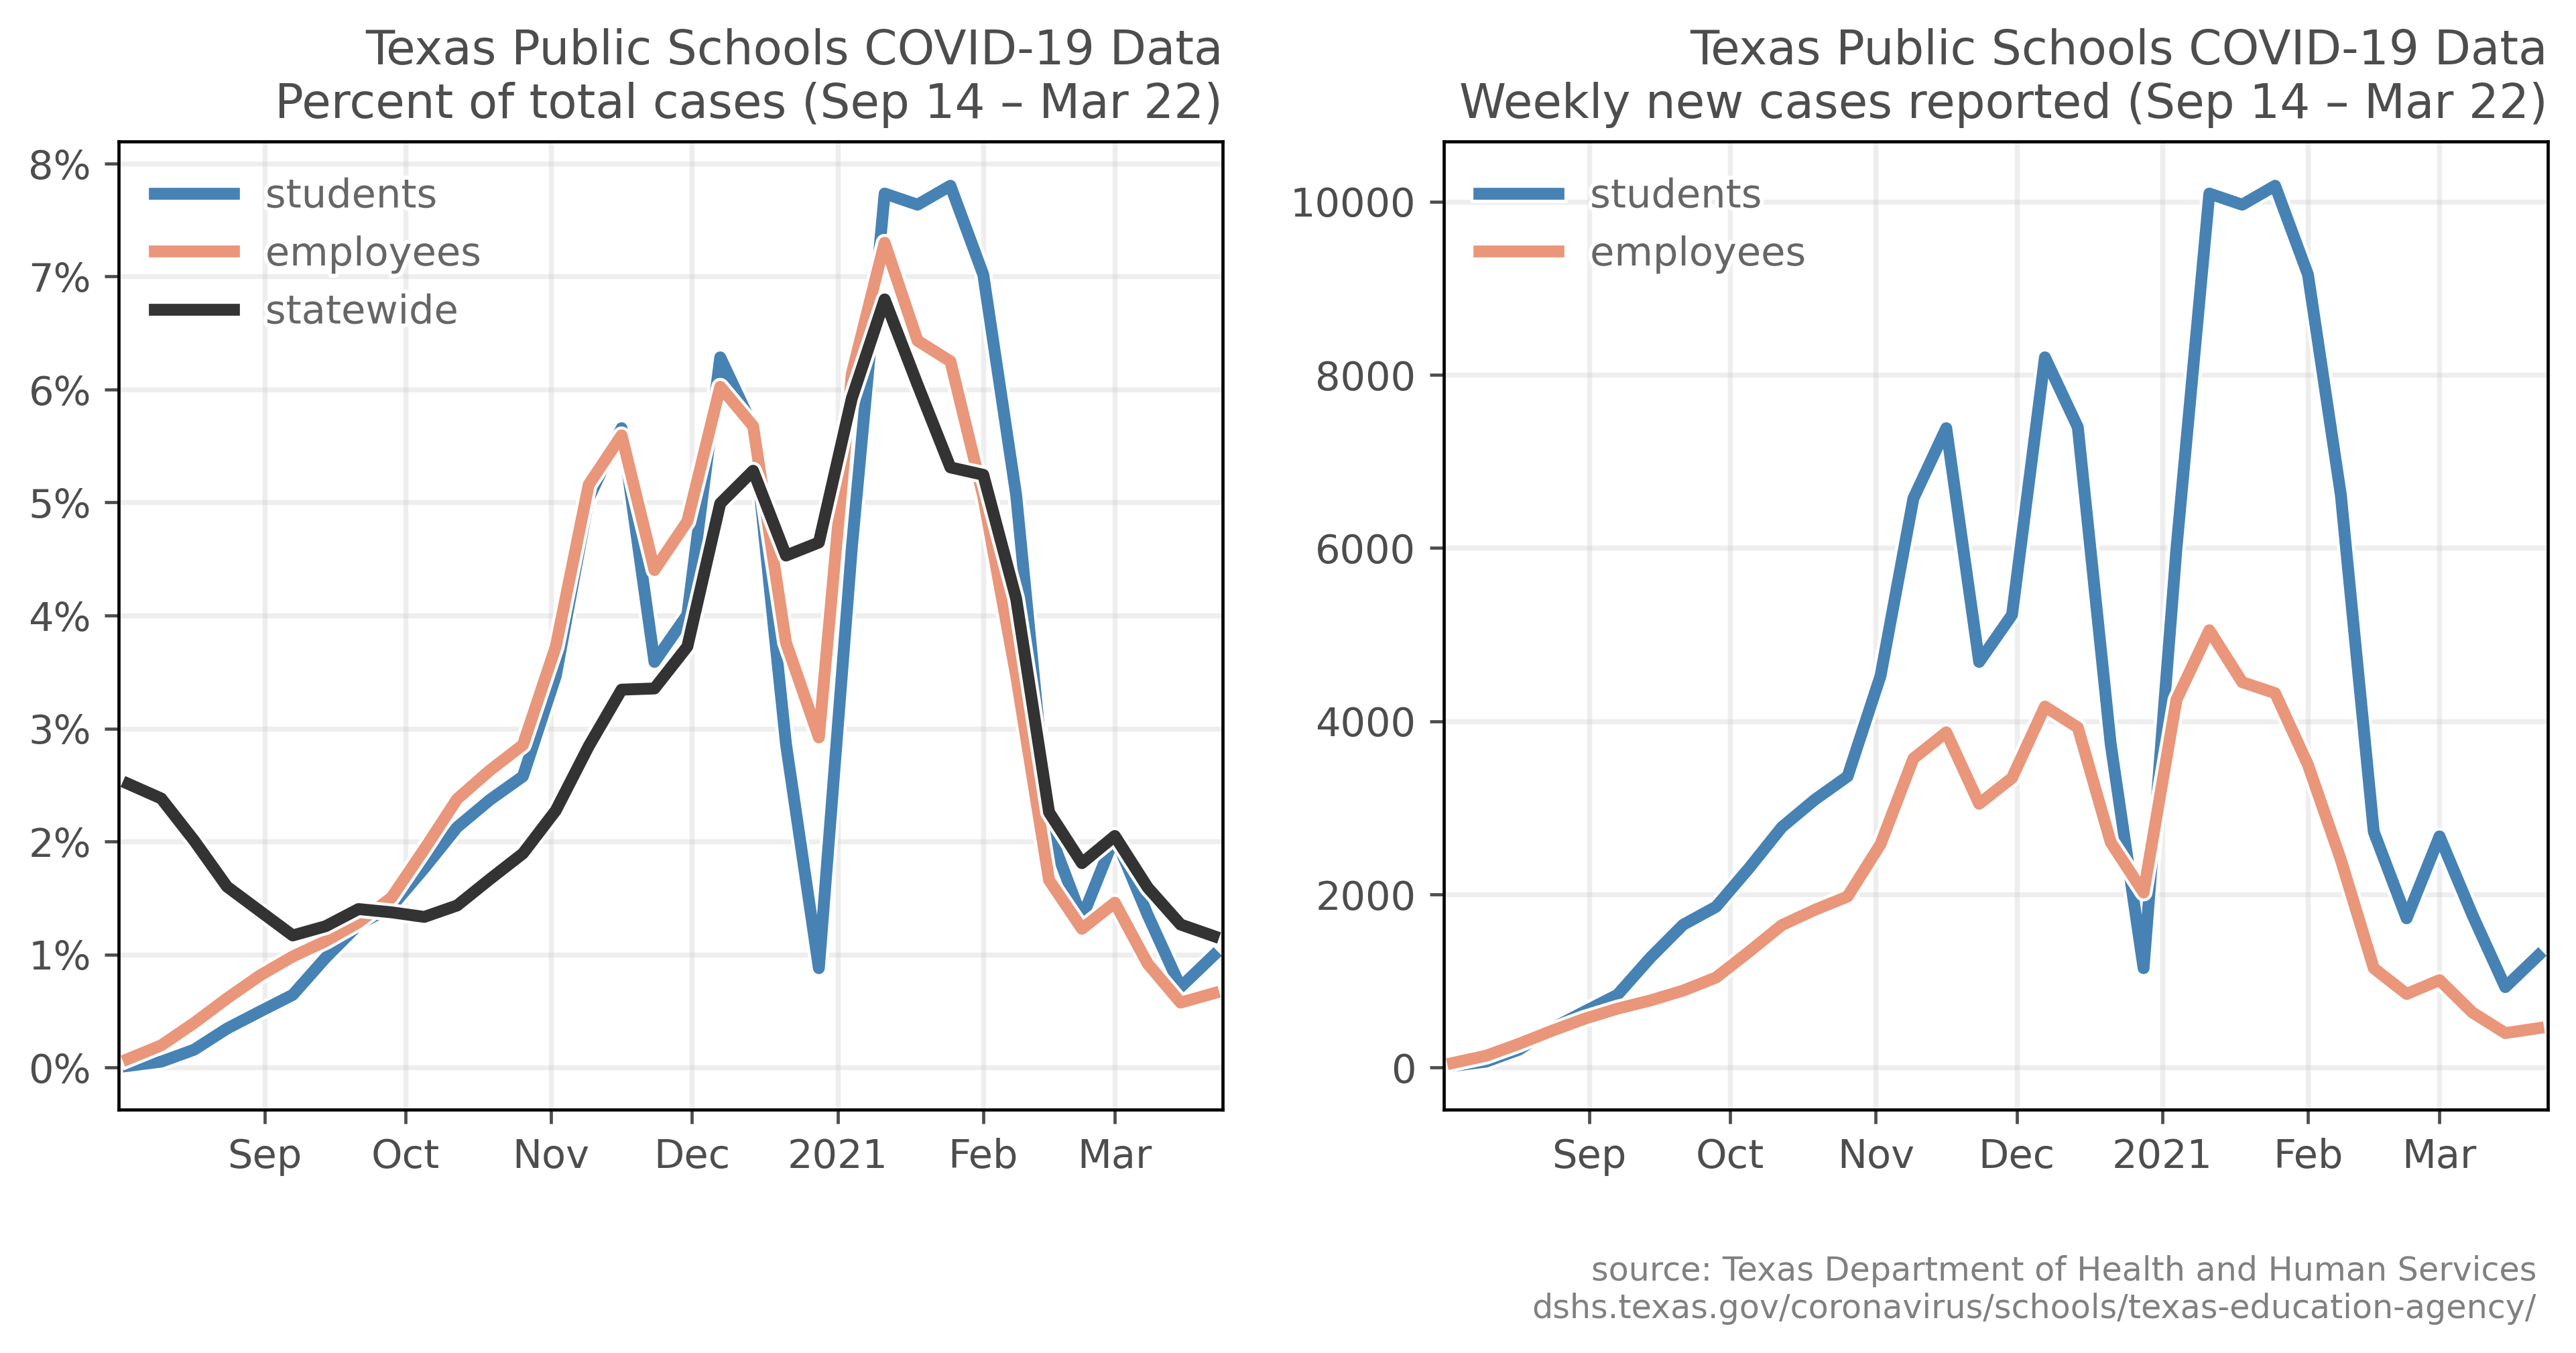 Texas Public Schools COVID-19 Data
Percent of total cases (Sep 14 – Mar 22)
8%
7%
6%
5%
4%
3%
2%
1%
0%
students
employees
statewide
Sep Oct Nov Dec 2021 Feb Mar
Texas Public Schools COVID-19 Data
Weekly new cases reported (Sep 14 – Mar 22)
10000
8000
6000
4000
2000
0
students
employees
Sep Oct Nov Dec 2021 Feb Mar
source: Texas Department of Health and Human Services
dshs.texas.gov/coronavirus/schools/texas-education-agency/